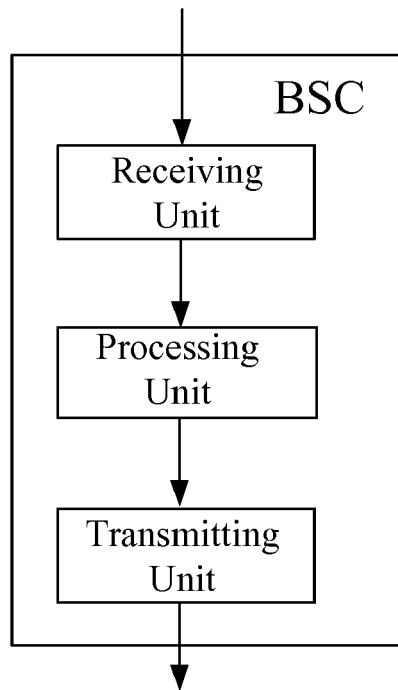 BSC
Receiving
Unit
Processing
Unit
Transmitting
Unit